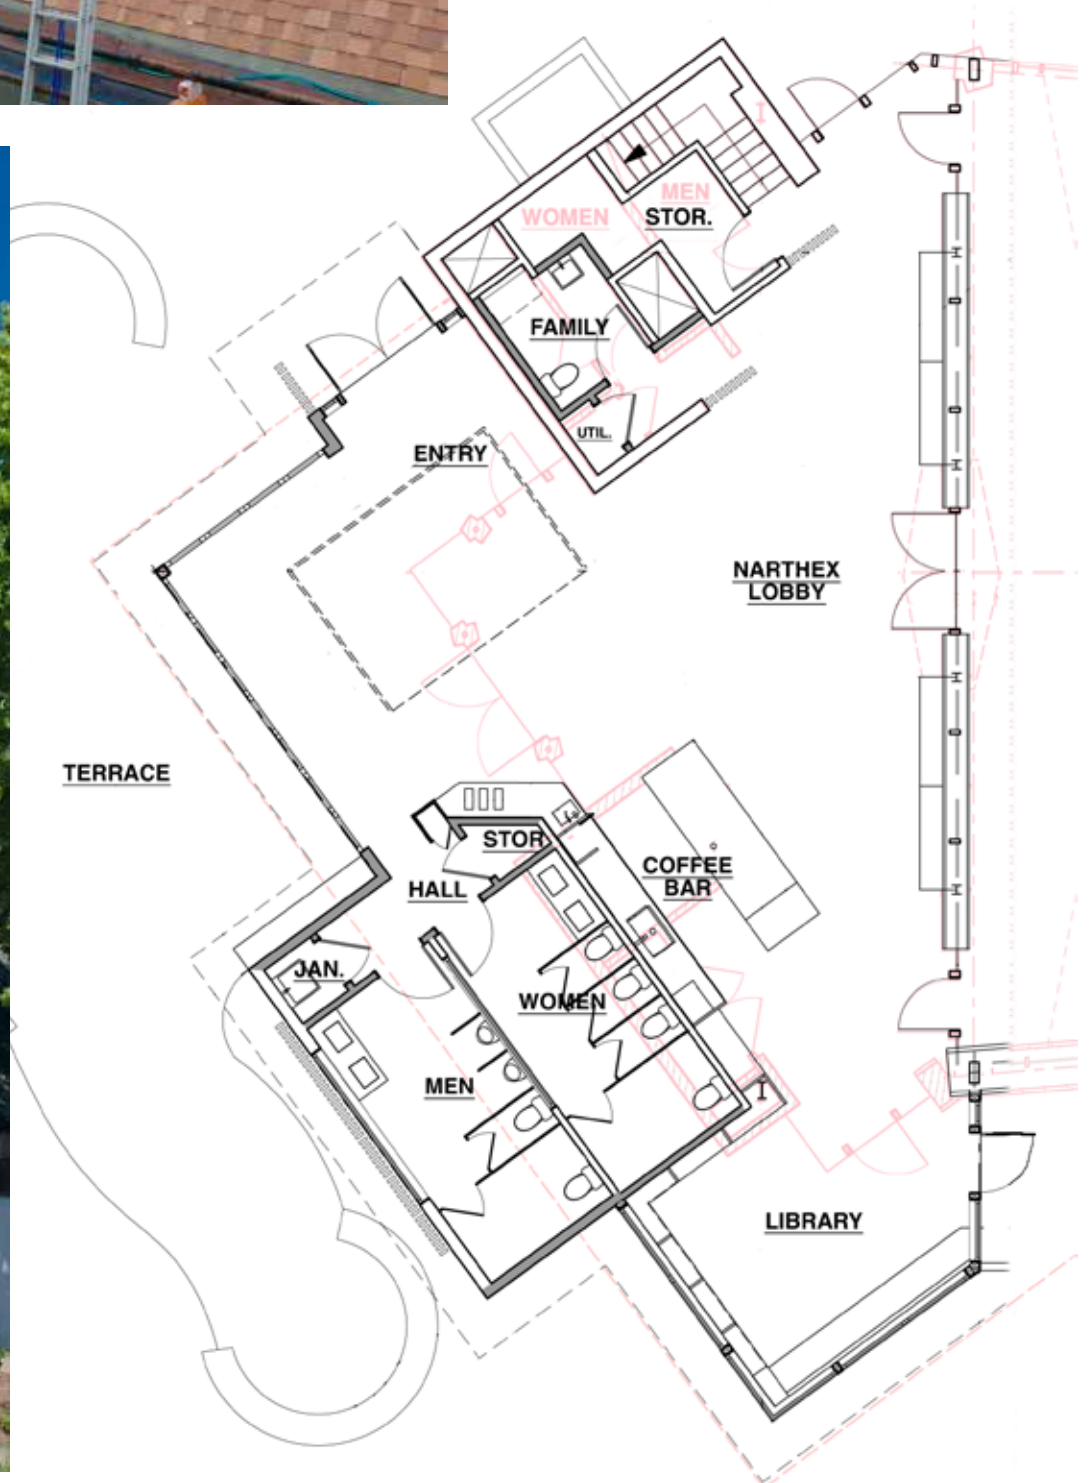 MEN
WOMEN
STOR.
FAMILY
UTIL.
ENTRY
NARTHEX
LOBBY
TERRACE
STOR
COFFEE
BAR
HALL
JAN.
WOMEN
MEN
LIBRARY